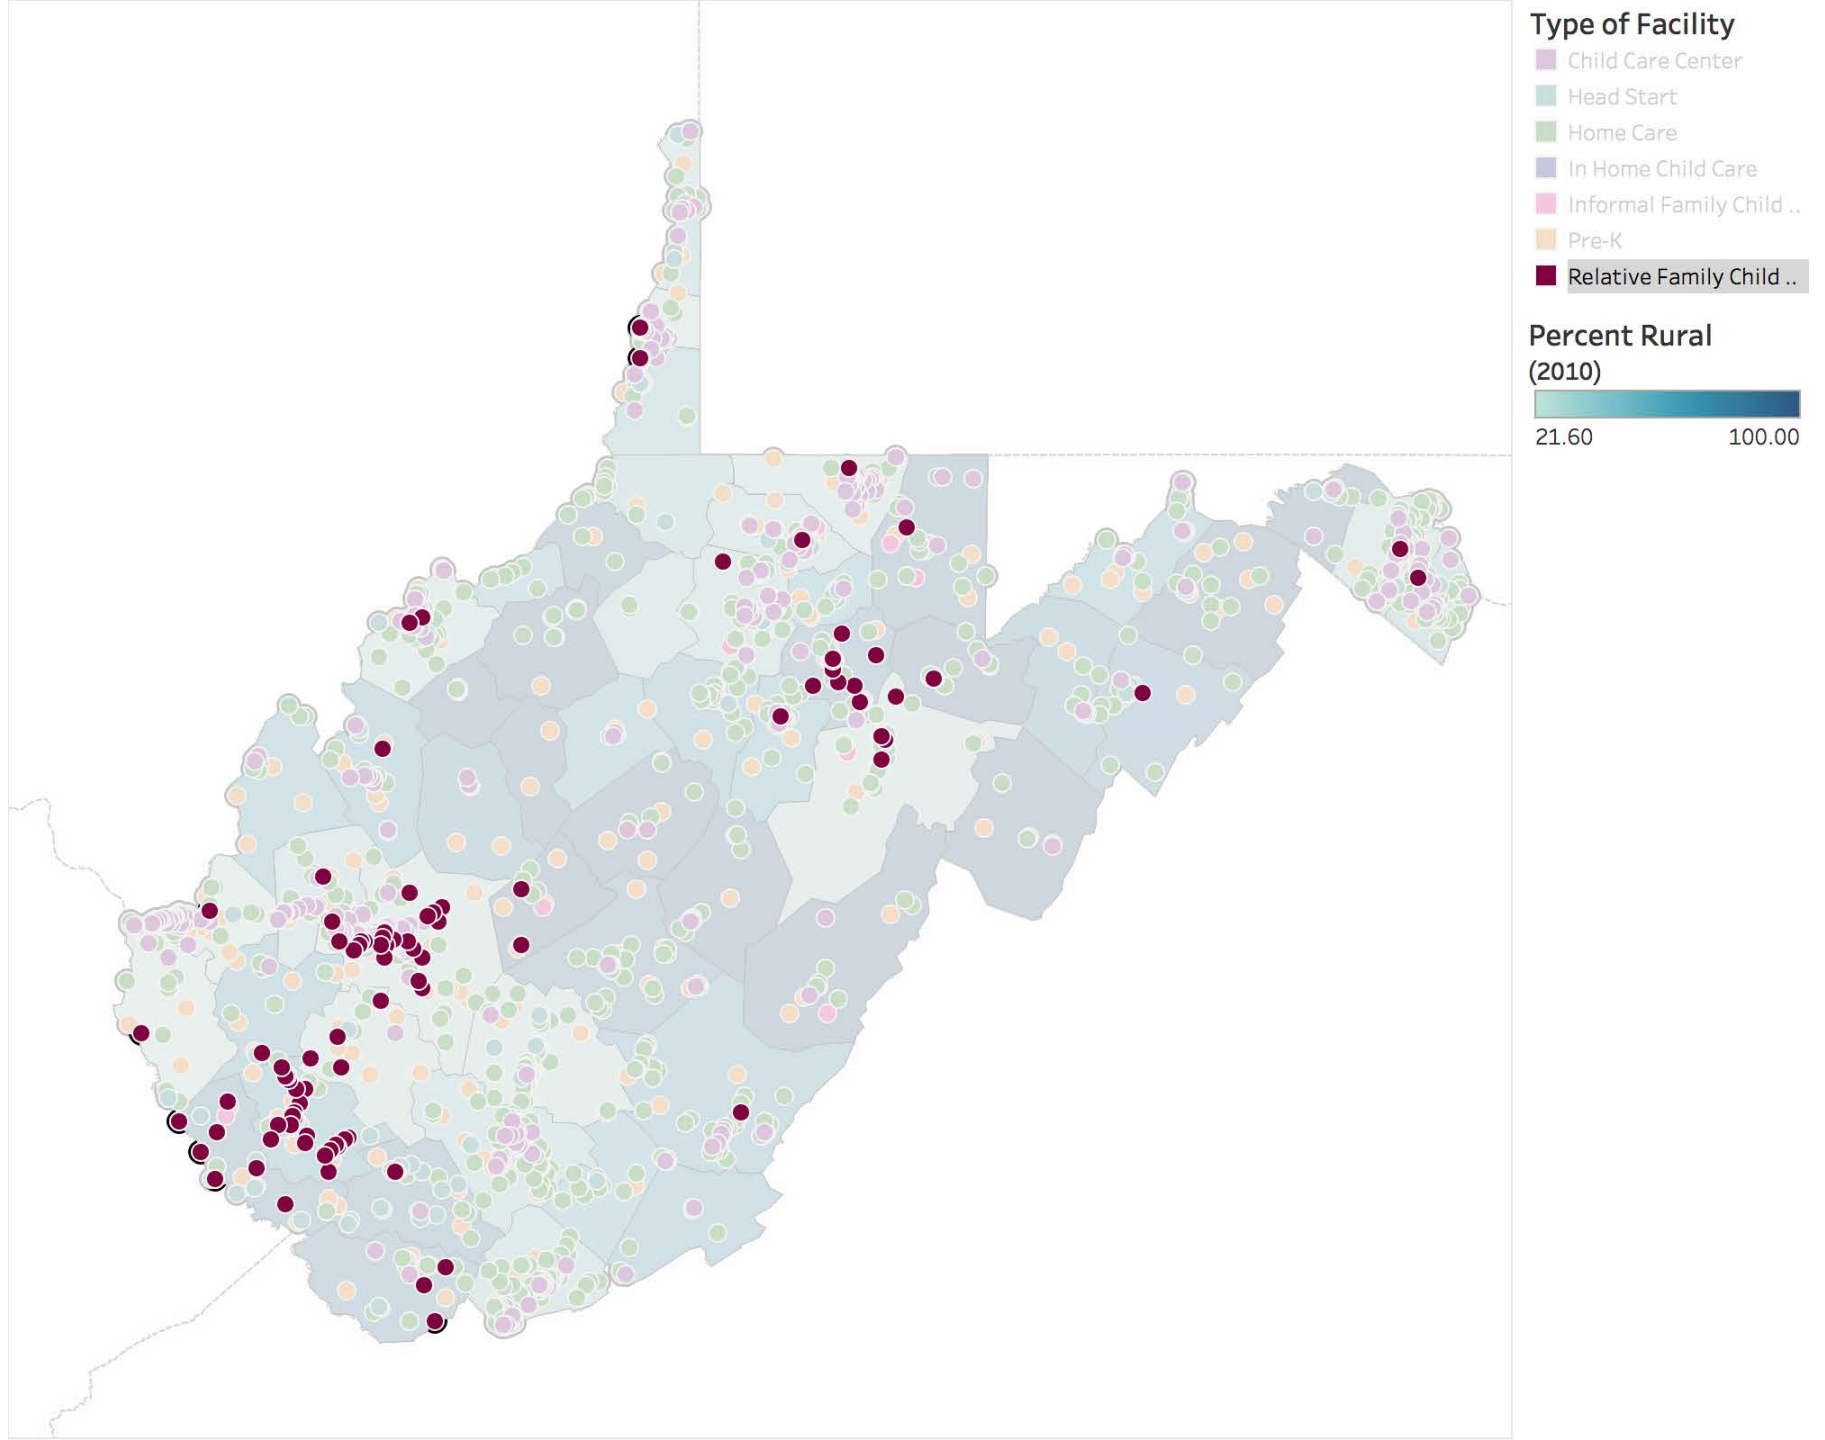 Type of Facility
Child Care Center
Head Start
Home Care
In Home Child Care
Informal Family Child ..
Pre-K
Relative Family Child ..
Percent Rural
(2010)
21.60 100.00